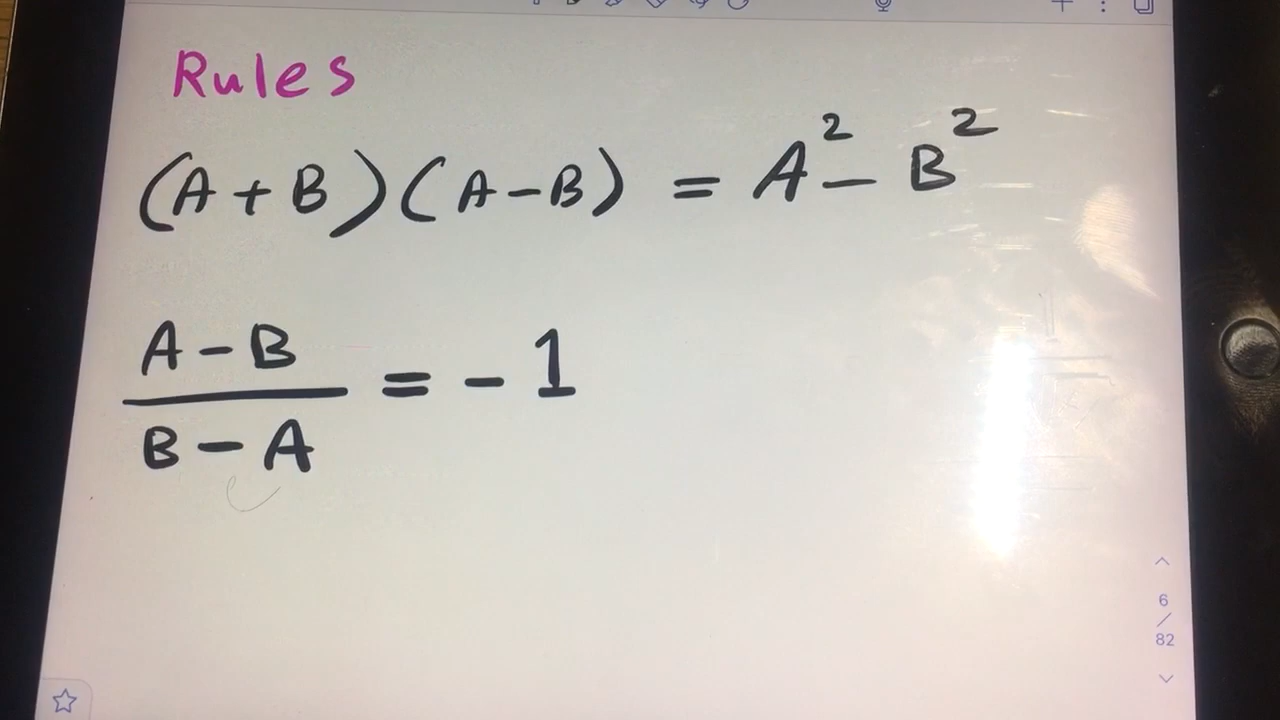 Rules
(A + B)(A - B) = A² - B²
A - B
B - A
= - 1
6
/
82